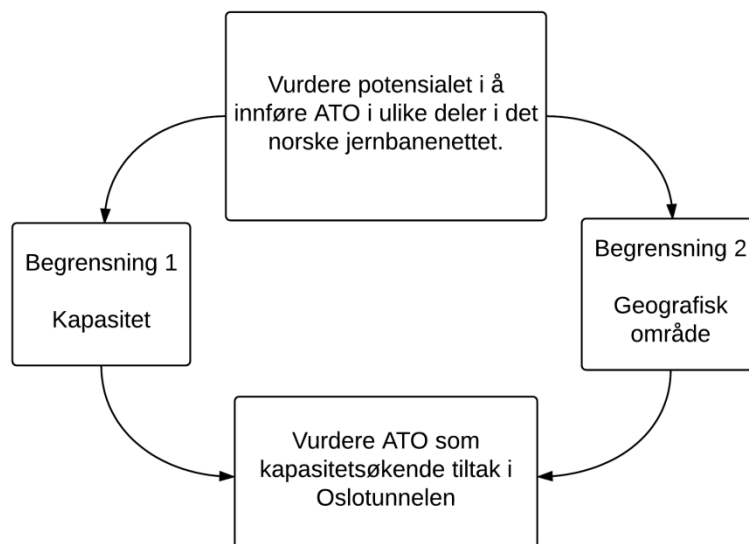 Vurdere potensialet i å
innføre ATO i ulike deler i det
norske jernbanenettet.
Begrensning 1
Kapasitet
Begrensning 2
Geografisk
område
Vurdere ATO som
kapasitetsøkende tiltak i
Oslotunnelen